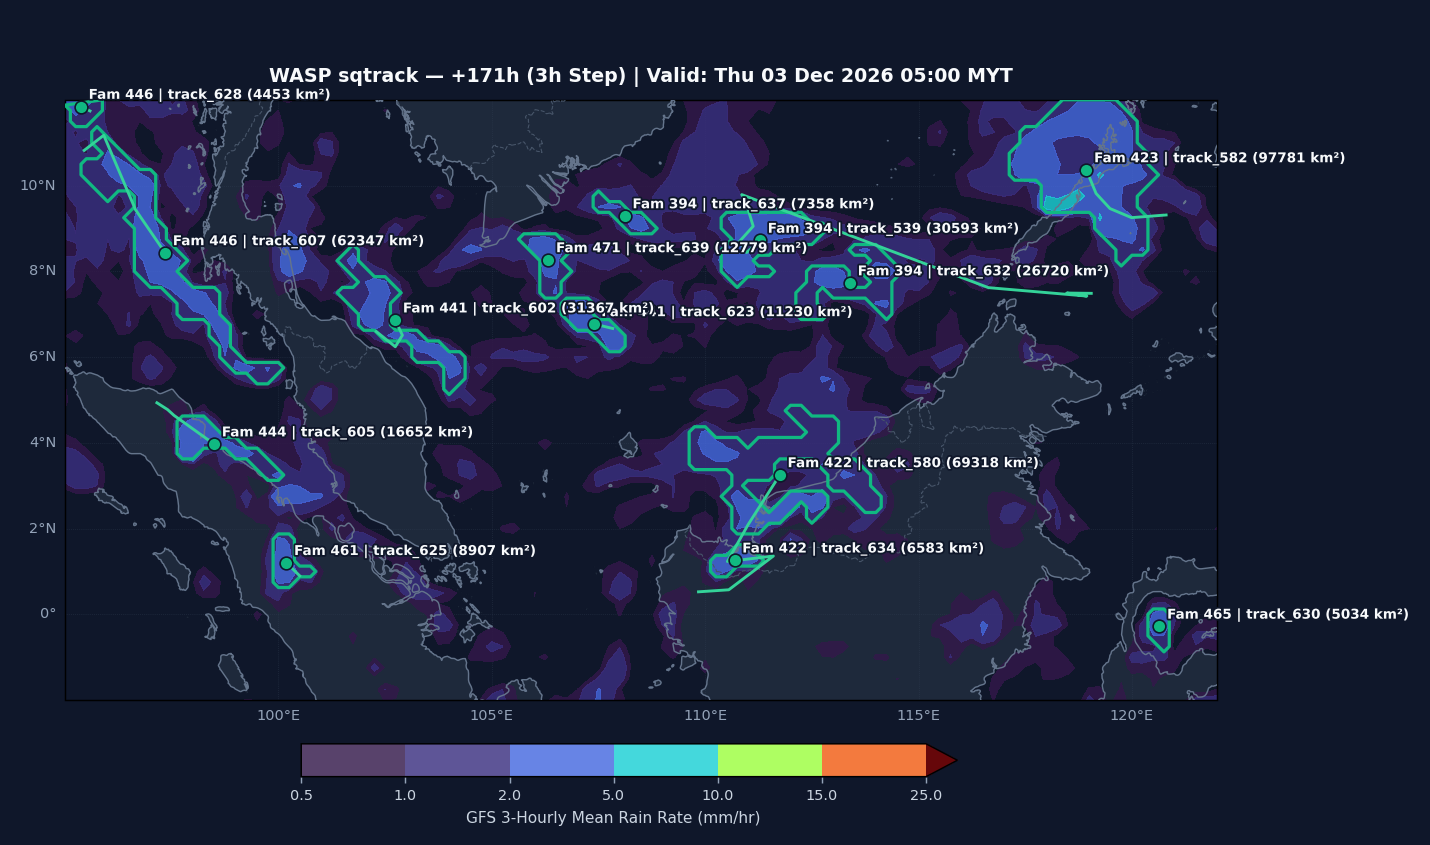 WASP sqtrack — +171h (3h Step) | Valid: Thu 03 Dec 2026 05:00 MYT
Fam 446 | track_628 (4453 km²)
Fam 423 | track_582 (97781 km²)
10°N
Fam 394 | track_637 (7358 km²)
Fam 394 | track_539 (30593 km²)
Fam 446 | track_607 (62347 km²)
Fam 471 | track_639 (12779 km²)
8°N
Fam 394 | track_632 (26720 km²)
Fam 441 | track_602 (31367 km²)
track_623 (11230 km²)
6°N
4°N
Fam 444 | track_605 (16652 km²)
Fam 422 | track_580 (69318 km²)
2°N
Fam 461 | track_625 (8907 km²)
Fam 422 | track_634 (6583 km²)
0°
Fam 465 | track_630 (5034 km²)
100°E 105°E 110°E 115°E 120°E
0.5 1.0 2.0 5.0 10.0 15.0 25.0
GFS 3-Hourly Mean Rain Rate (mm/hr)